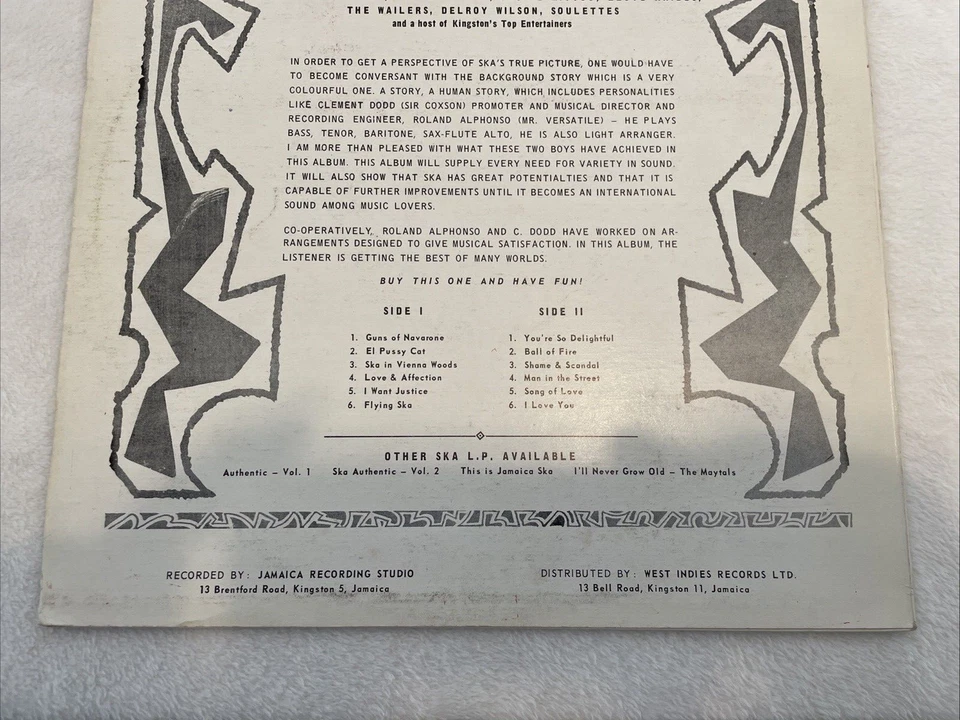 THE WAILERS, DELROY WILSON, SOULETTES
and a host of Kingston's Top Entertainers
IN ORDER TO GET A PERSPECTIVE OF SKA'S TRUE PICTURE, ONE WOULD HAVE
TO BECOME CONVERSANT WITH THE BACKGROUND STORY WHICH IS A VERY
COLOURFUL ONE. A STORY, A HUMAN STORY, WHICH INCLUDES PERSONALITIES
LIKE CLEMENT DODD (SIR COXSON) PROMOTER AND MUSICAL DIRECTOR AND
RECORDING ENGINEER, ROLAND ALPHONSO (MR. VERSATILE) – HE PLAYS
BASS, TENOR, BARITONE, SAX-FLUTE ALTO, HE IS ALSO LIGHT ARRANGER.
I AM MORE THAN PLEASED WITH WHAT THESE TWO BOYS HAVE ACHIEVED IN
THIS ALBUM. THIS ALBUM WILL SUPPLY EVERY NEED FOR VARIETY IN SOUND.
IT WILL ALSO SHOW THAT SKA HAS GREAT POTENTIALTIES AND THAT IT IS
CAPABLE OF FURTHER IMPROVEMENTS UNTIL IT BECOMES AN INTERNATIONAL
SOUND AMONG MUSIC LOVERS.
CO-OPERATIVELY, ROLAND ALPHONSO AND C. DODD HAVE WORKED ON AR-
RANGEMENTS DESIGNED TO GIVE MUSICAL SATISFACTION. IN THIS ALBUM, THE
LISTENER IS GETTING THE BEST OF MANY WORLDS.
BUY THIS ONE AND HAVE FUN!
SIDE I
1. Guns of Navarone
2. El Pussy Cat
3. Ska in Vienna Woods
4. Love & Affection
5. I Want Justice
6. Flying Ska
SIDE II
1. You're So Delightful
2. Ball of Fire
3. Shame & Scandal
4. Man in the Street
5. Song of Love
6. I Love You
OTHER SKA L.P. AVAILABLE
Authentic – Vol. 1 Ska Authentic – Vol. 2 This is Jamaica Ska I'll Never Grow Old – The Maytals
RECORDED BY: JAMAICA RECORDING STUDIO
13 Brentford Road, Kingston 5, Jamaica
DISTRIBUTED BY: WEST INDIES RECORDS LTD.
13 Bell Road, Kingston 11, Jamaica